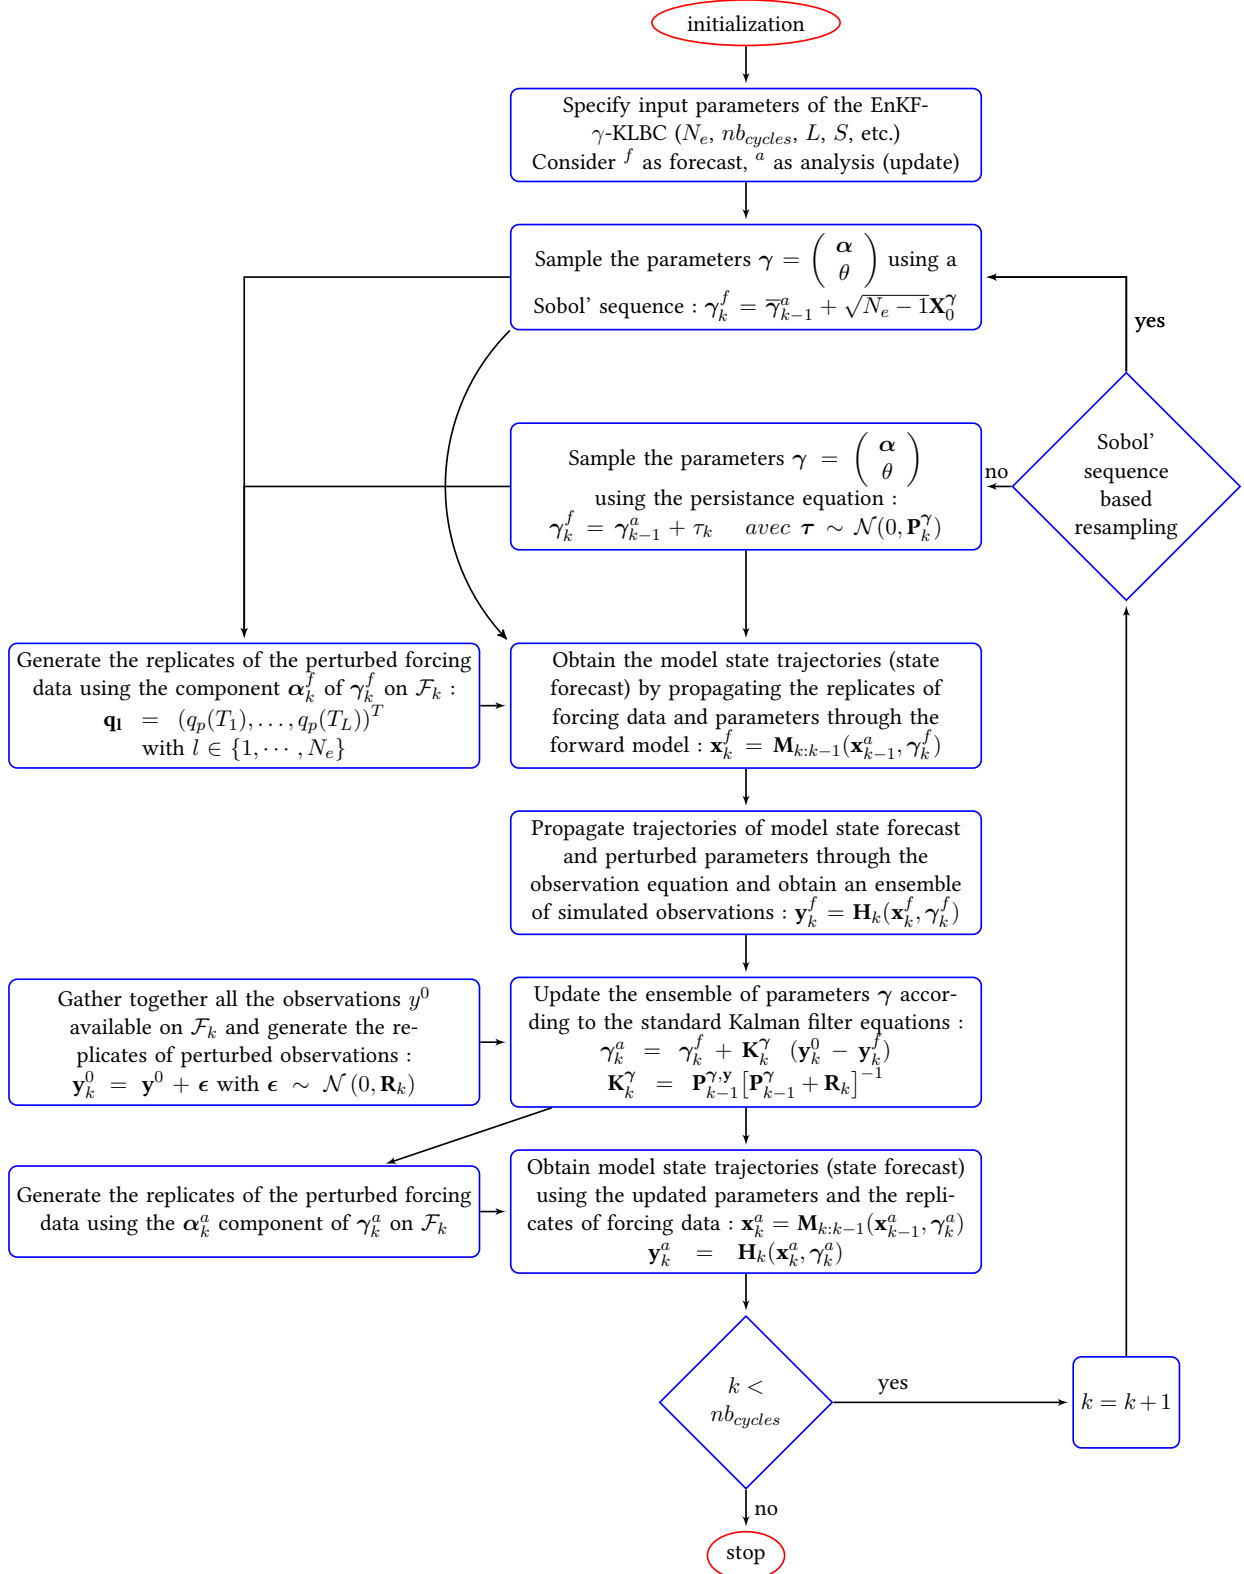 initialization
Specify input parameters of the EnKF-
γ-KLBC (N_e, nb_{cycles}, L, S, etc.)
Consider ^f as forecast, ^a as analysis (update)
Sample the parameters γ = ( α θ ) using a
Sobol' sequence : γ_k^f = \overline{γ}_{k−1}^a + √(N_e − 1) X_0^γ
yes
Sample the parameters γ = ( α θ )
using the persistance equation :
γ_k^f = γ_{k−1}^a + τ_k avec τ ∼ 𝒩(0, P_k^γ)
no
Sobol'
sequence
based
resampling
Generate the replicates of the perturbed forcing
data using the component α_k^f of γ_k^f on ℱ_k :
q_l = (q_p(T_1), . . . , q_p(T_L))^T
with l ∈ {1, · · · , N_e}
Obtain the model state trajectories (state
forecast) by propagating the replicates of
forcing data and parameters through the
forward model : x_k^f = M_{k:k−1}(x_{k−1}^a, γ_k^f)
Propagate trajectories of model state forecast
and perturbed parameters through the
observation equation and obtain an ensemble
of simulated observations : y_k^f = H_k(x_k^f, γ_k^f)
Gather together all the observations y^0
available on ℱ_k and generate the re-
plicates of perturbed observations :
y_k^0 = y^0 + ϵ with ϵ ∼ 𝒩(0, R_k)
Update the ensemble of parameters γ accor-
ding to the standard Kalman filter equations :
γ_k^a = γ_k^f + K_k^γ (y_k^0 − y_k^f)
K_k^γ = P_{k−1}^{γ,y} [P_{k−1}^γ + R_k]^{−1}
Generate the replicates of the perturbed forcing
data using the α_k^a component of γ_k^a on ℱ_k
Obtain model state trajectories (state forecast)
using the updated parameters and the repli-
cates of forcing data : x_k^a = M_{k:k−1}(x_{k−1}^a, γ_k^a)
y_k^a = H_k(x_k^a, γ_k^a)
k <
nb_{cycles}
yes
k = k + 1
no
stop